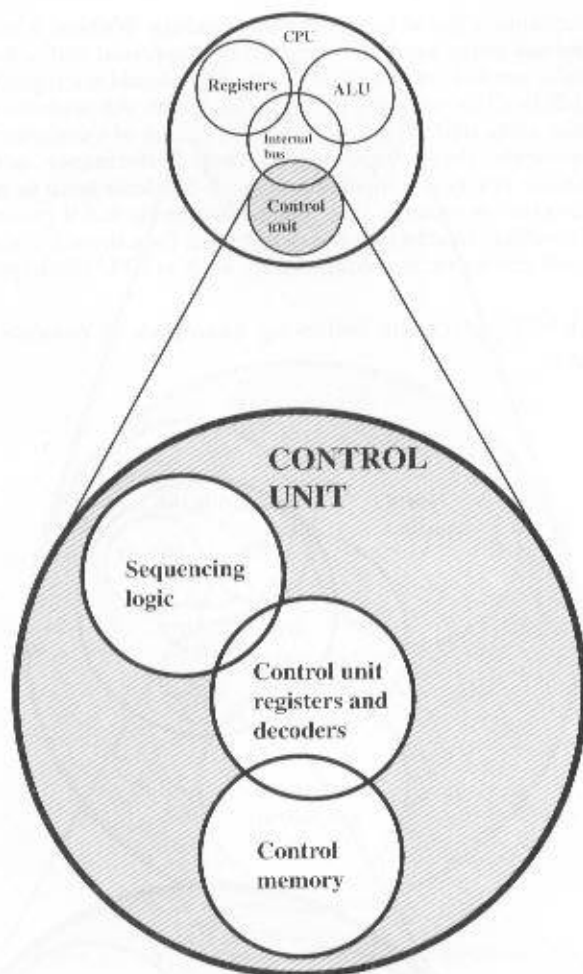 CPU
Registers
ALU
Internal
bus
Control
unit
CONTROL
UNIT
Sequencing
logic
Control unit
registers and
decoders
Control
memory